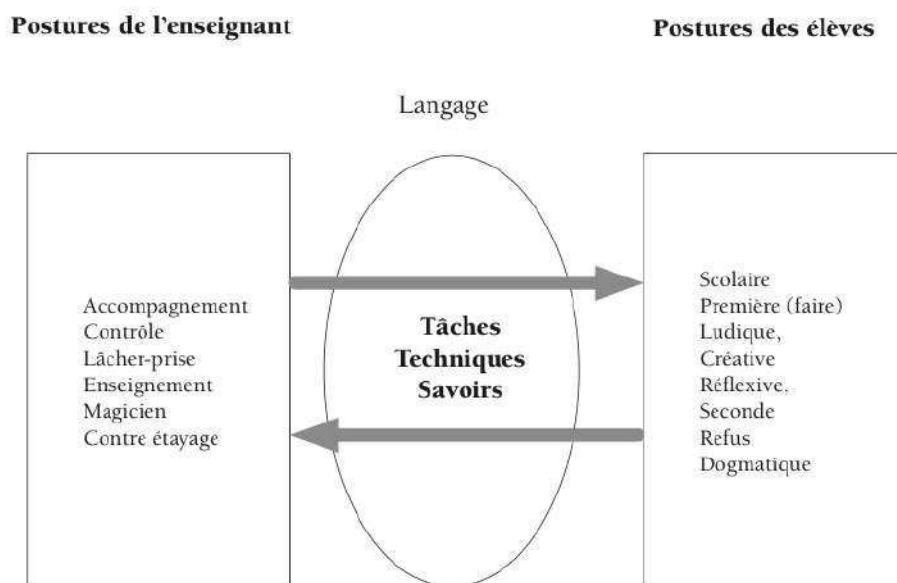 Postures de l'enseignant
Postures des élèves
Langage
Accompagnement
Contrôle
Lâcher-prise
Enseignement
Magicien
Contre étayage
Tâches
Techniques
Savoirs
Scolaire
Première (faire)
Ludique,
Créative
Réflexive,
Seconde
Refus
Dogmatique